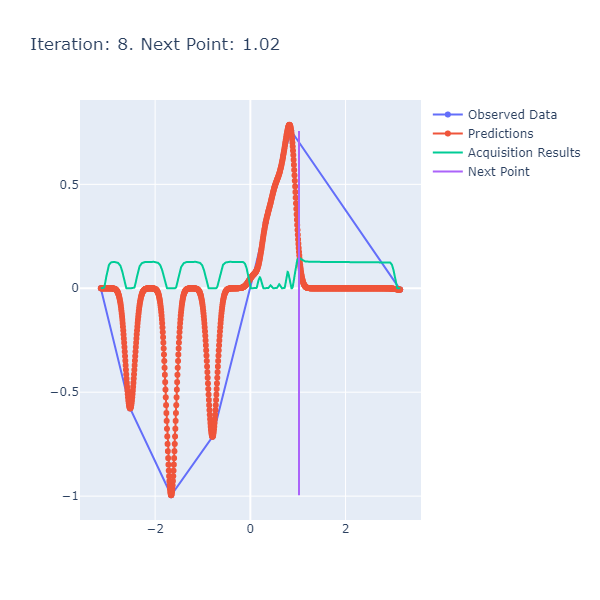 Iteration: 8. Next Point: 1.02
Observed Data
Predictions
Acquisition Results
Next Point
0.5
0
−0.5
−1
−2
0
2